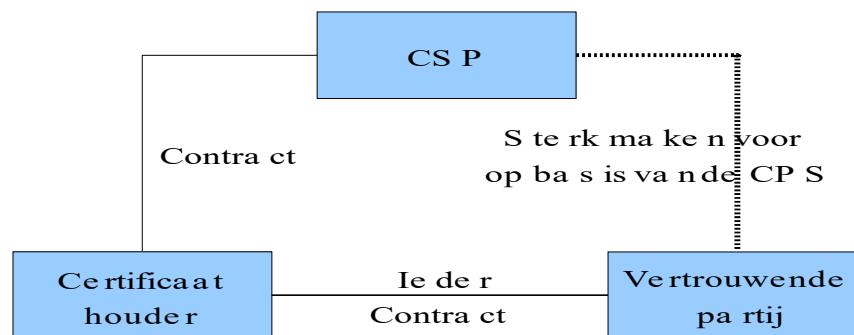 CSP
Contract
Sterk maken voor
op basis van de CPS
Certificaat
houder
Ieder
Contract
Vertrouwende
partij